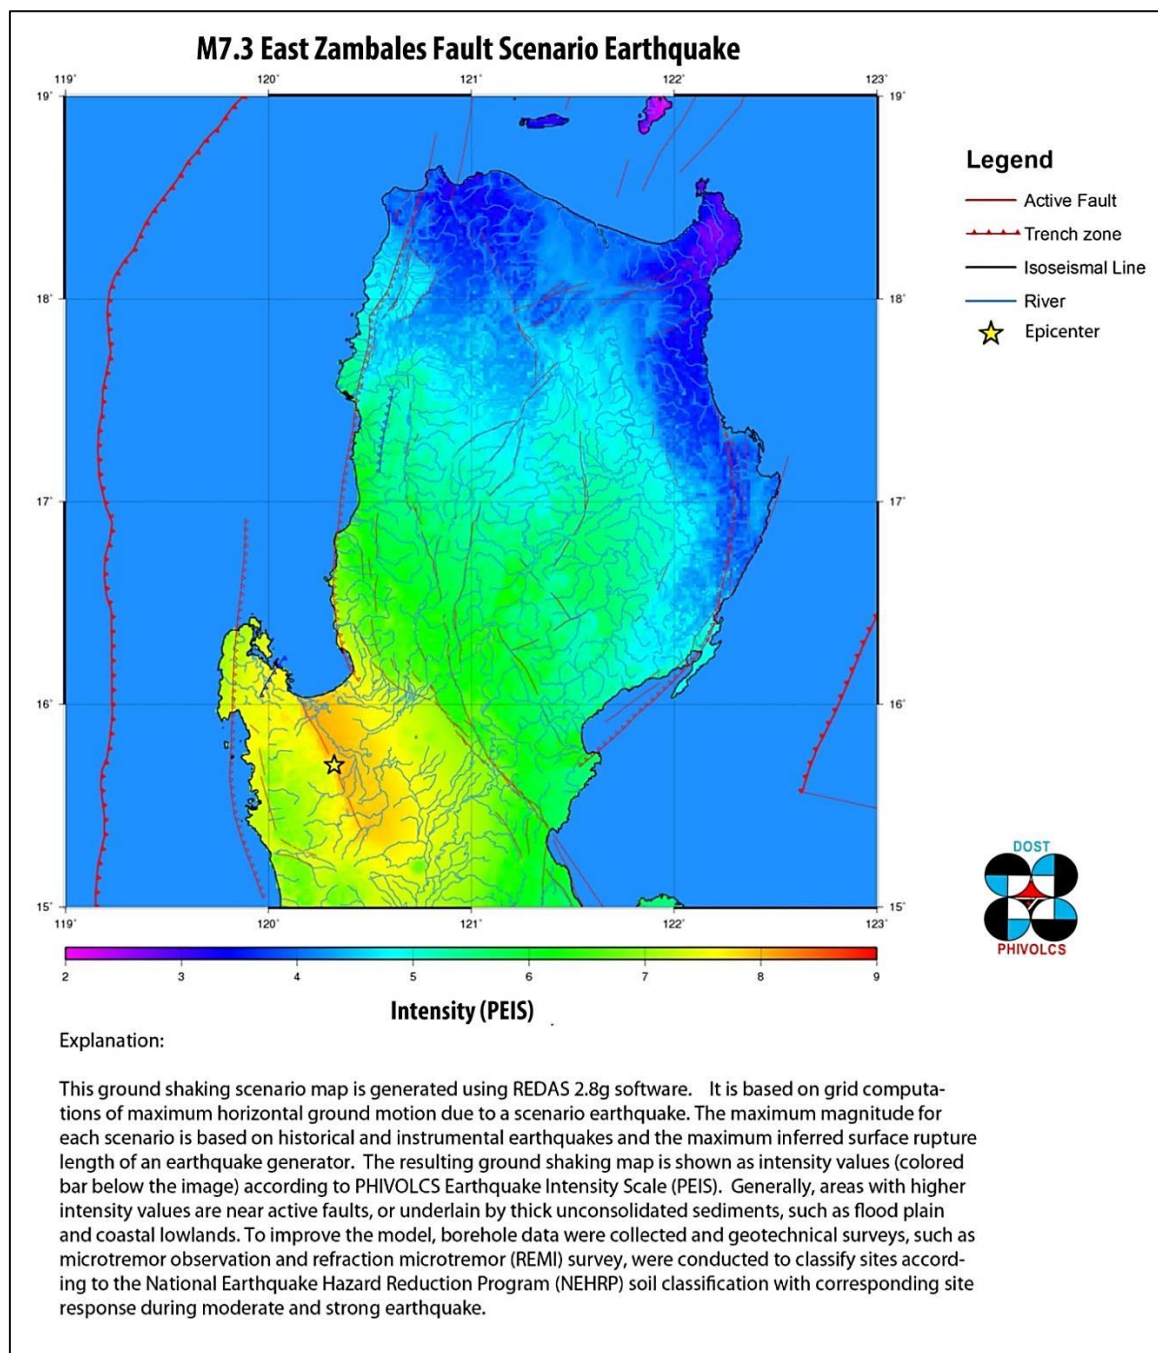 M7.3 East Zambales Fault Scenario Earthquake
119° 120° 121° 122° 123°
19° 19°
18° 18°
17° 17°
16° 16°
15° 15°
119° 120° 121° 122° 123°
Legend
Active Fault
Trench zone
Isoseismal Line
River
Epicenter
DOST
PHIVOLCS
2 3 4 5 6 7 8 9
Intensity (PEIS)
Explanation:
This ground shaking scenario map is generated using REDAS 2.8g software. It is based on grid computa-
tions of maximum horizontal ground motion due to a scenario earthquake. The maximum magnitude for
each scenario is based on historical and instrumental earthquakes and the maximum inferred surface rupture
length of an earthquake generator. The resulting ground shaking map is shown as intensity values (colored
bar below the image) according to PHIVOLCS Earthquake Intensity Scale (PEIS). Generally, areas with higher
intensity values are near active faults, or underlain by thick unconsolidated sediments, such as flood plain
and coastal lowlands. To improve the model, borehole data were collected and geotechnical surveys, such as
microtremor observation and refraction microtremor (REMI) survey, were conducted to classify sites accord-
ing to the National Earthquake Hazard Reduction Program (NEHRP) soil classification with corresponding site
response during moderate and strong earthquake.